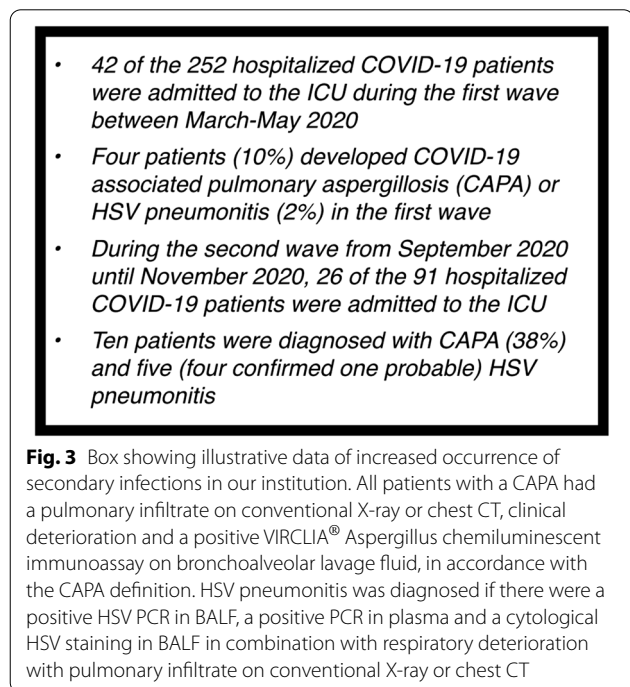 • 42 of the 252 hospitalized COVID-19 patients
were admitted to the ICU during the first wave
between March-May 2020
• Four patients (10%) developed COVID-19
associated pulmonary aspergillosis (CAPA) or
HSV pneumonitis (2%) in the first wave
• During the second wave from September 2020
until November 2020, 26 of the 91 hospitalized
COVID-19 patients were admitted to the ICU
• Ten patients were diagnosed with CAPA (38%)
and five (four confirmed one probable) HSV
pneumonitis
Fig. 3 Box showing illustrative data of increased occurrence of
secondary infections in our institution. All patients with a CAPA had
a pulmonary infiltrate on conventional X-ray or chest CT, clinical
deterioration and a positive VIRCLIA® Aspergillus chemiluminescent
immunoassay on bronchoalveolar lavage fluid, in accordance with
the CAPA definition. HSV pneumonitis was diagnosed if there were a
positive HSV PCR in BALF, a positive PCR in plasma and a cytological
HSV staining in BALF in combination with respiratory deterioration
with pulmonary infiltrate on conventional X-ray or chest CT